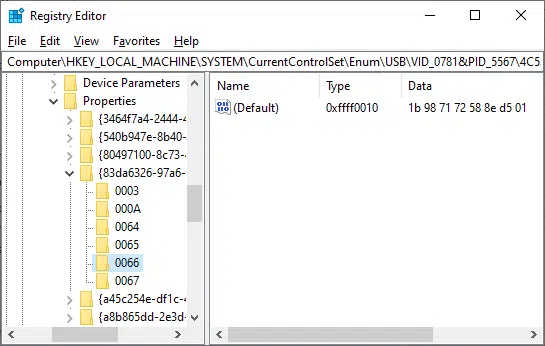 Registry Editor
File Edit View Favorites Help
Computer\HKEY_LOCAL_MACHINE\SYSTEM\CurrentControlSet\Enum\USB\VID_0781&PID_5567\4C5
Device Parameters
Properties
{3464f7a4-2444-4
{540b947e-8b40-
{80497100-8c73-4
{83da6326-97a6-
0003
000A
0064
0065
0066
0067
{a45c254e-df1c-4
{a8b865dd-2e3d-
Name Type Data
(Default) 0xffff0010 1b 98 71 72 58 8e d5 01